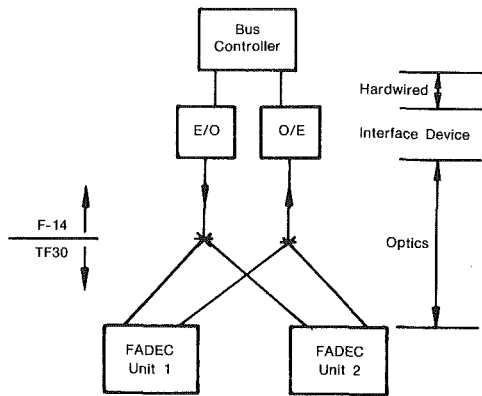 Bus
Controller
Hardwired
E/O
O/E
Interface Device
F-14
TF30
Optics
FADEC
Unit 1
FADEC
Unit 2